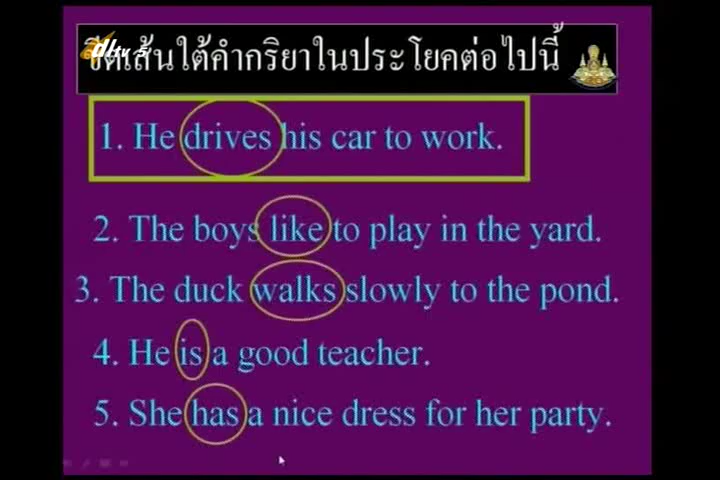 dltv 5
ขีดเส้นใต้คำกริยาในประโยคต่อไปนี้
1. He drives his car to work.
2. The boys like to play in the yard.
3. The duck walks slowly to the pond.
4. He is a good teacher.
5. She has a nice dress for her party.